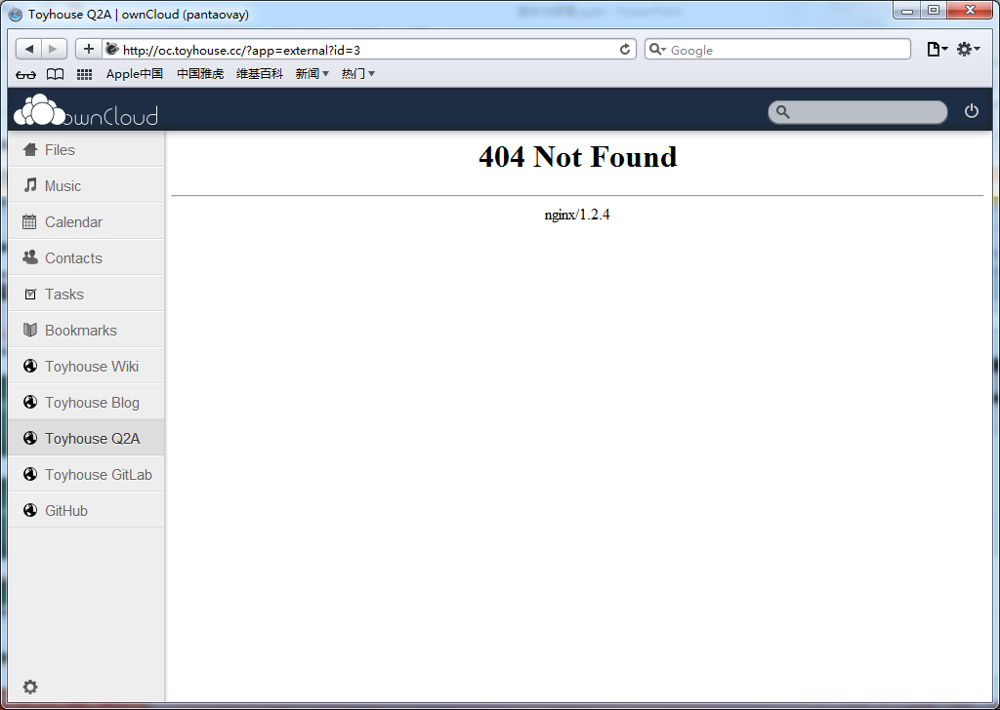 Toyhouse Q2A | ownCloud (pantaovay)
http://oc.toyhouse.cc/?app=external?id=3
Google
Apple中国 中国雅虎 维基百科 新闻 热门
ownCloud
Files
Music
Calendar
Contacts
Tasks
Bookmarks
Toyhouse Wiki
Toyhouse Blog
Toyhouse Q2A
Toyhouse GitLab
GitHub
404 Not Found
nginx/1.2.4